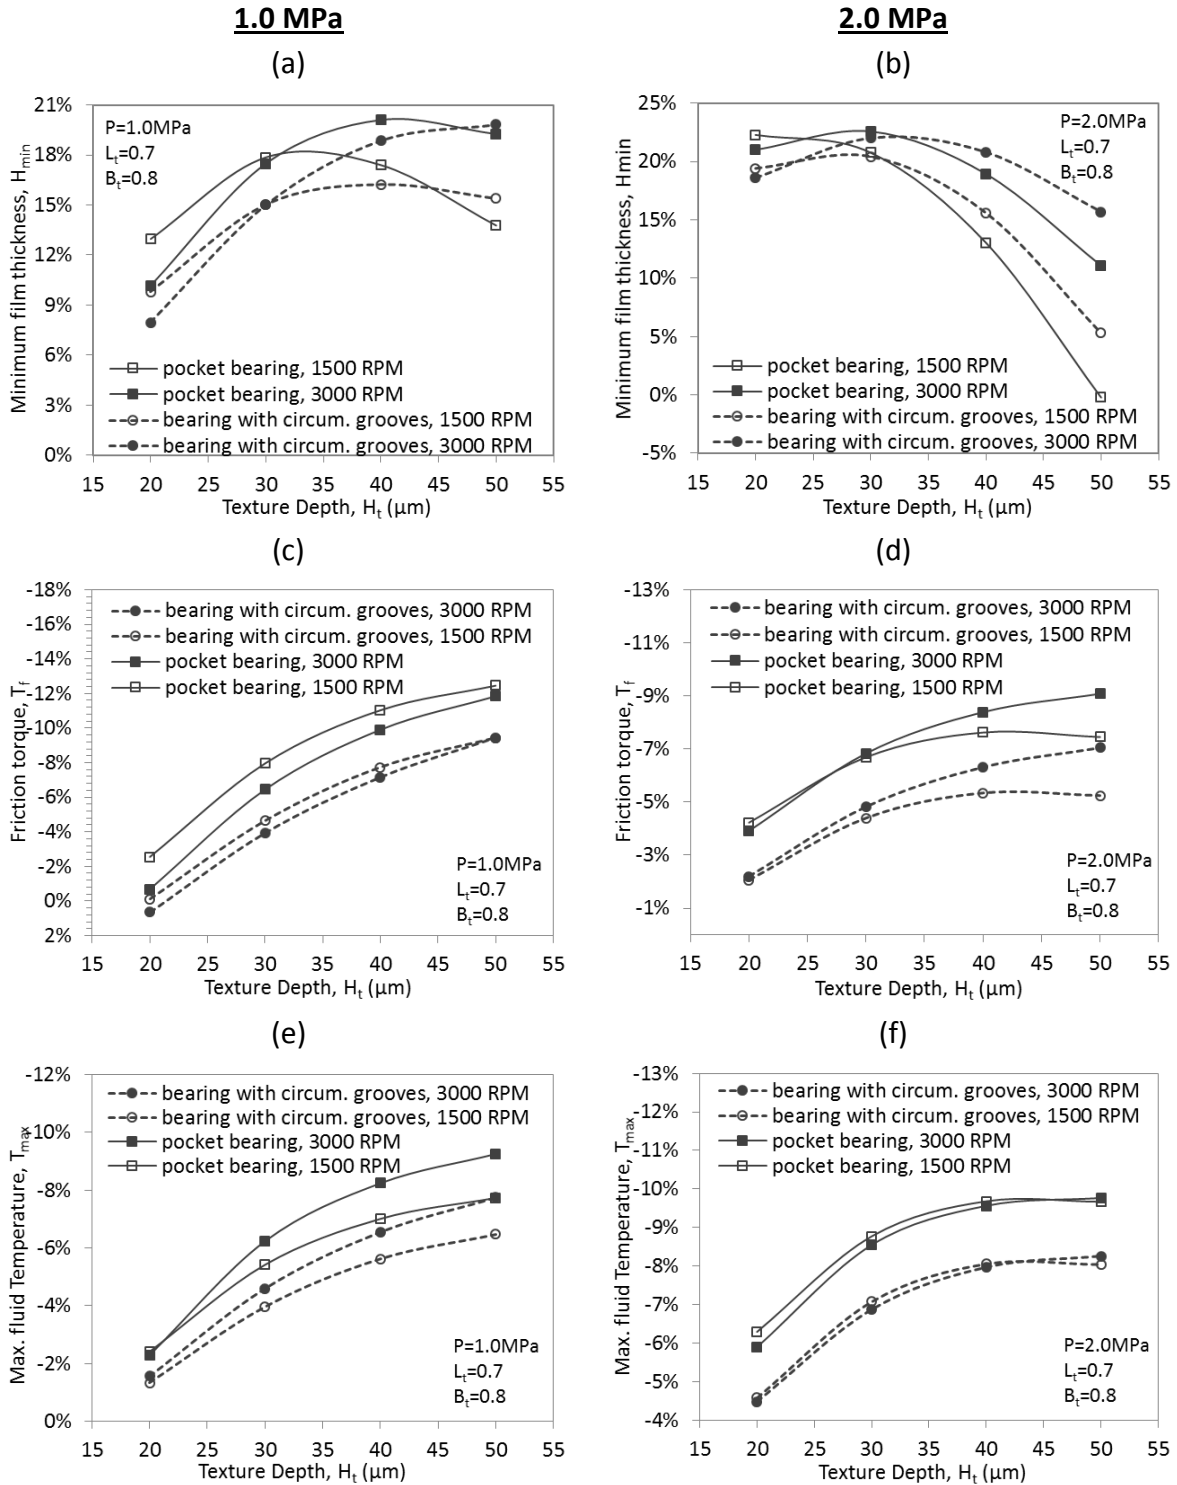 1.0 MPa
2.0 MPa
(a)
21%
18%
15%
12%
9%
6%
3%
0%
Minimum film thickness, Hmin
P=1.0MPa
Lt=0.7
Bt=0.8
pocket bearing, 1500 RPM
pocket bearing, 3000 RPM
bearing with circum. grooves, 1500 RPM
bearing with circum. grooves, 3000 RPM
15 20 25 30 35 40 45 50 55
Texture Depth, Ht (μm)
(b)
25%
20%
15%
10%
5%
0%
-5%
Minimum film thickness, Hmin
P=2.0MPa
Lt=0.7
Bt=0.8
pocket bearing, 1500 RPM
pocket bearing, 3000 RPM
bearing with circum. grooves, 1500 RPM
bearing with circum. grooves, 3000 RPM
15 20 25 30 35 40 45 50 55
Texture Depth, Ht (μm)
(c)
-18%
-16%
-14%
-12%
-10%
-8%
-6%
-4%
-2%
0%
2%
Friction torque, Tf
bearing with circum. grooves, 3000 RPM
bearing with circum. grooves, 1500 RPM
pocket bearing, 3000 RPM
pocket bearing, 1500 RPM
P=1.0MPa
Lt=0.7
Bt=0.8
15 20 25 30 35 40 45 50 55
Texture Depth, Ht (μm)
(d)
-13%
-11%
-9%
-7%
-5%
-3%
-1%
Friction torque, Tf
bearing with circum. grooves, 3000 RPM
bearing with circum. grooves, 1500 RPM
pocket bearing, 3000 RPM
pocket bearing, 1500 RPM
P=2.0MPa
Lt=0.7
Bt=0.8
15 20 25 30 35 40 45 50 55
Texture Depth, Ht (μm)
(e)
-12%
-10%
-8%
-6%
-4%
-2%
0%
Max. fluid Temperature, Tmax
bearing with circum. grooves, 3000 RPM
bearing with circum. grooves, 1500 RPM
pocket bearing, 3000 RPM
pocket bearing, 1500 RPM
P=1.0MPa
Lt=0.7
Bt=0.8
15 20 25 30 35 40 45 50 55
Texture Depth, Ht (μm)
(f)
-13%
-12%
-11%
-10%
-9%
-8%
-7%
-6%
-5%
-4%
Max. fluid Temperature, Tmax
bearing with circum. grooves, 3000 RPM
bearing with circum. grooves, 1500 RPM
pocket bearing, 3000 RPM
pocket bearing, 1500 RPM
P=2.0MPa
Lt=0.7
Bt=0.8
15 20 25 30 35 40 45 50 55
Texture Depth, Ht (μm)